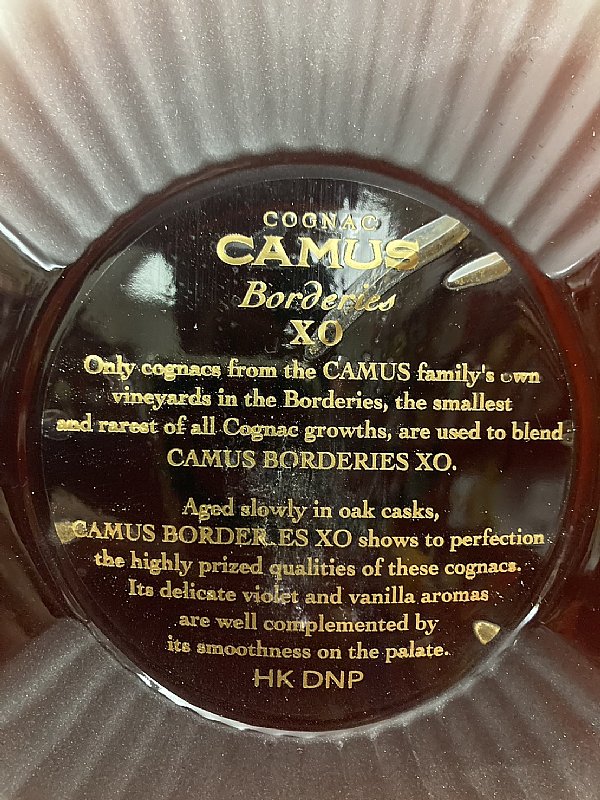 COGNAC
CAMUS
Borderies
XO
Only cognacs from the CAMUS family's own
vineyards in the Borderies, the smallest
and rarest of all Cognac growths, are used to blend
CAMUS BORDERIES XO.
Aged slowly in oak casks,
CAMUS BORDERIES XO shows to perfection
the highly prized qualities of these cognacs.
Its delicate violet and vanilla aromas
are well complemented by
its smoothness on the palate.
HK DNP